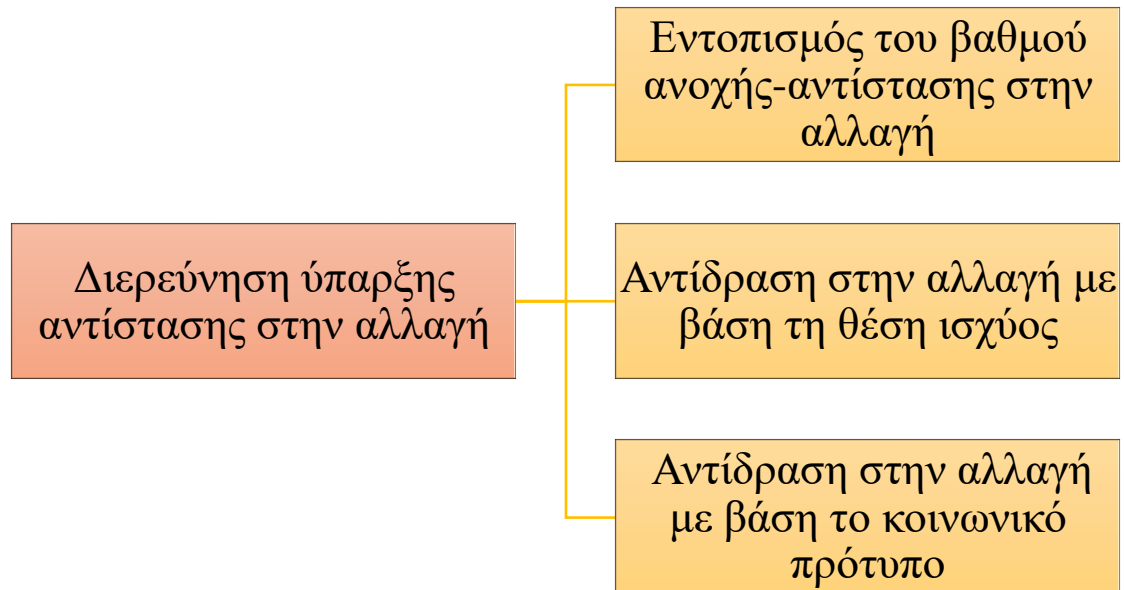 Διερεύνηση ύπαρξης
αντίστασης στην αλλαγή
Εντοπισμός του βαθμού
ανοχής-αντίστασης στην
αλλαγή
Αντίδραση στην αλλαγή με
βάση τη θέση ισχύος
Αντίδραση στην αλλαγή
με βάση το κοινωνικό
πρότυπο